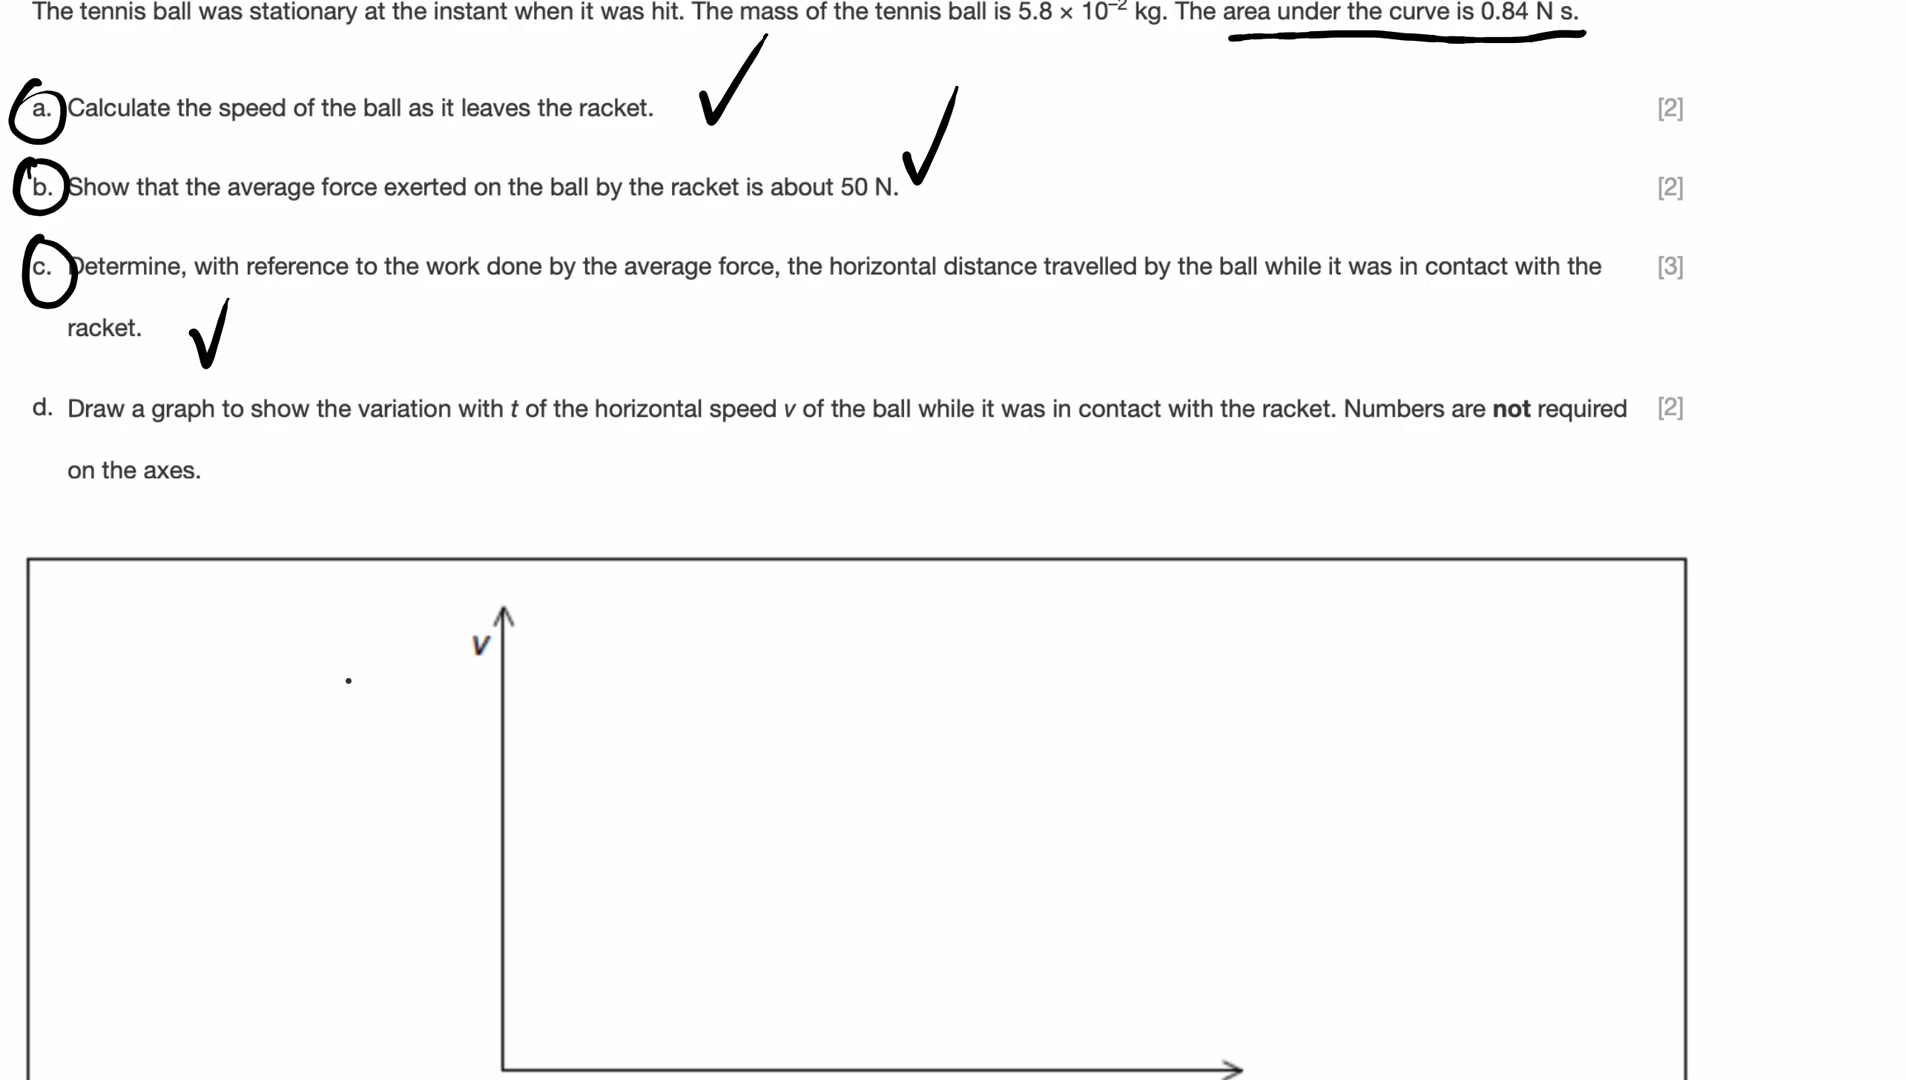 The tennis ball was stationary at the instant when it was hit. The mass of the tennis ball is 5.8 × 10⁻² kg. The area under the curve is 0.84 N s.
a. Calculate the speed of the ball as it leaves the racket. [2]
b. Show that the average force exerted on the ball by the racket is about 50 N. [2]
c. Determine, with reference to the work done by the average force, the horizontal distance travelled by the ball while it was in contact with the [3]
racket.
d. Draw a graph to show the variation with t of the horizontal speed v of the ball while it was in contact with the racket. Numbers are not required [2]
on the axes.
v